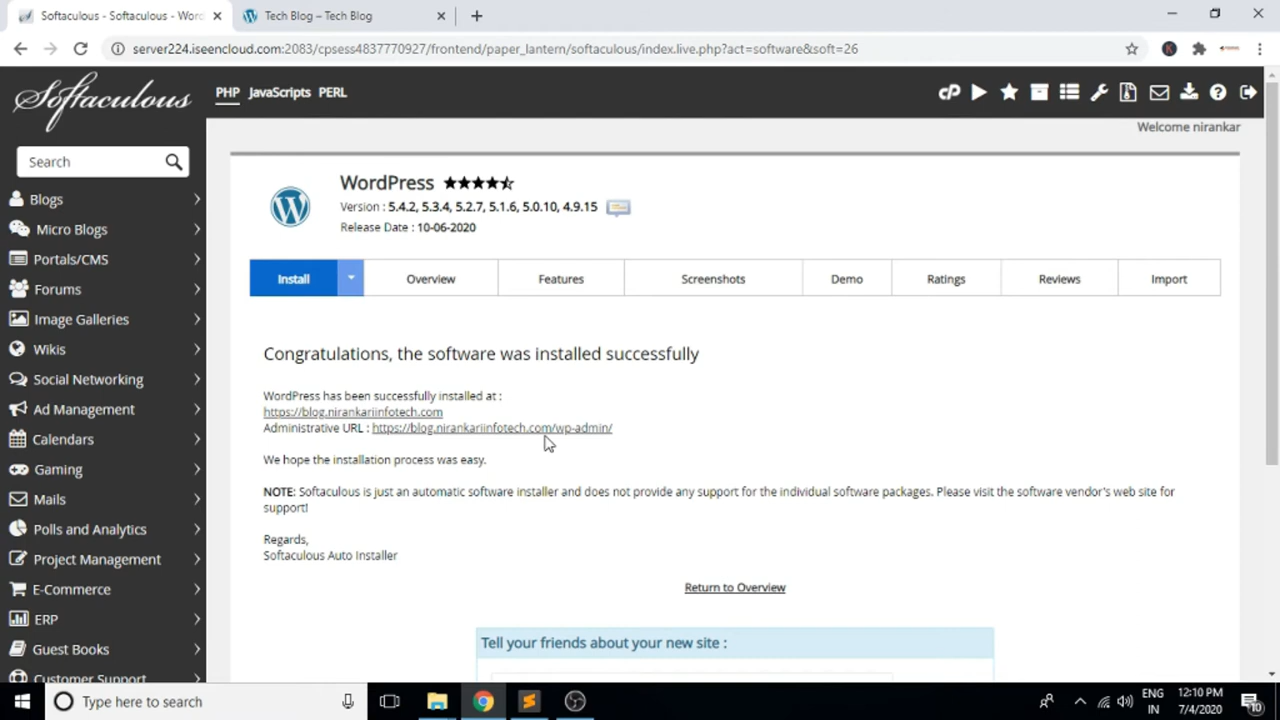 Softaculous - Softaculous - Wor
Tech Blog – Tech Blog
server224.iseencloud.com:2083/cpsess4837770927/frontend/paper_lantern/softaculous/index.live.php?act=software&soft=26
Softaculous
PHP JavaScripts PERL
Welcome nirankar
Search
Blogs
Micro Blogs
Portals/CMS
Forums
Image Galleries
Wikis
Social Networking
Ad Management
Calendars
Gaming
Mails
Polls and Analytics
Project Management
E-Commerce
ERP
Guest Books
Customer Support
WordPress
Version : 5.4.2, 5.3.4, 5.2.7, 5.1.6, 5.0.10, 4.9.15
Release Date : 10-06-2020
Install Overview Features Screenshots Demo Ratings Reviews Import
Congratulations, the software was installed successfully
WordPress has been successfully installed at :
https://blog.nirankariinfotech.com
Administrative URL : https://blog.nirankariinfotech.com/wp-admin/
We hope the installation process was easy.
NOTE: Softaculous is just an automatic software installer and does not provide any support for the individual software packages. Please visit the software vendor's web site for
support!
Regards,
Softaculous Auto Installer
Return to Overview
Tell your friends about your new site :
Type here to search
ENG
IN
12:10 PM
7/4/2020
10